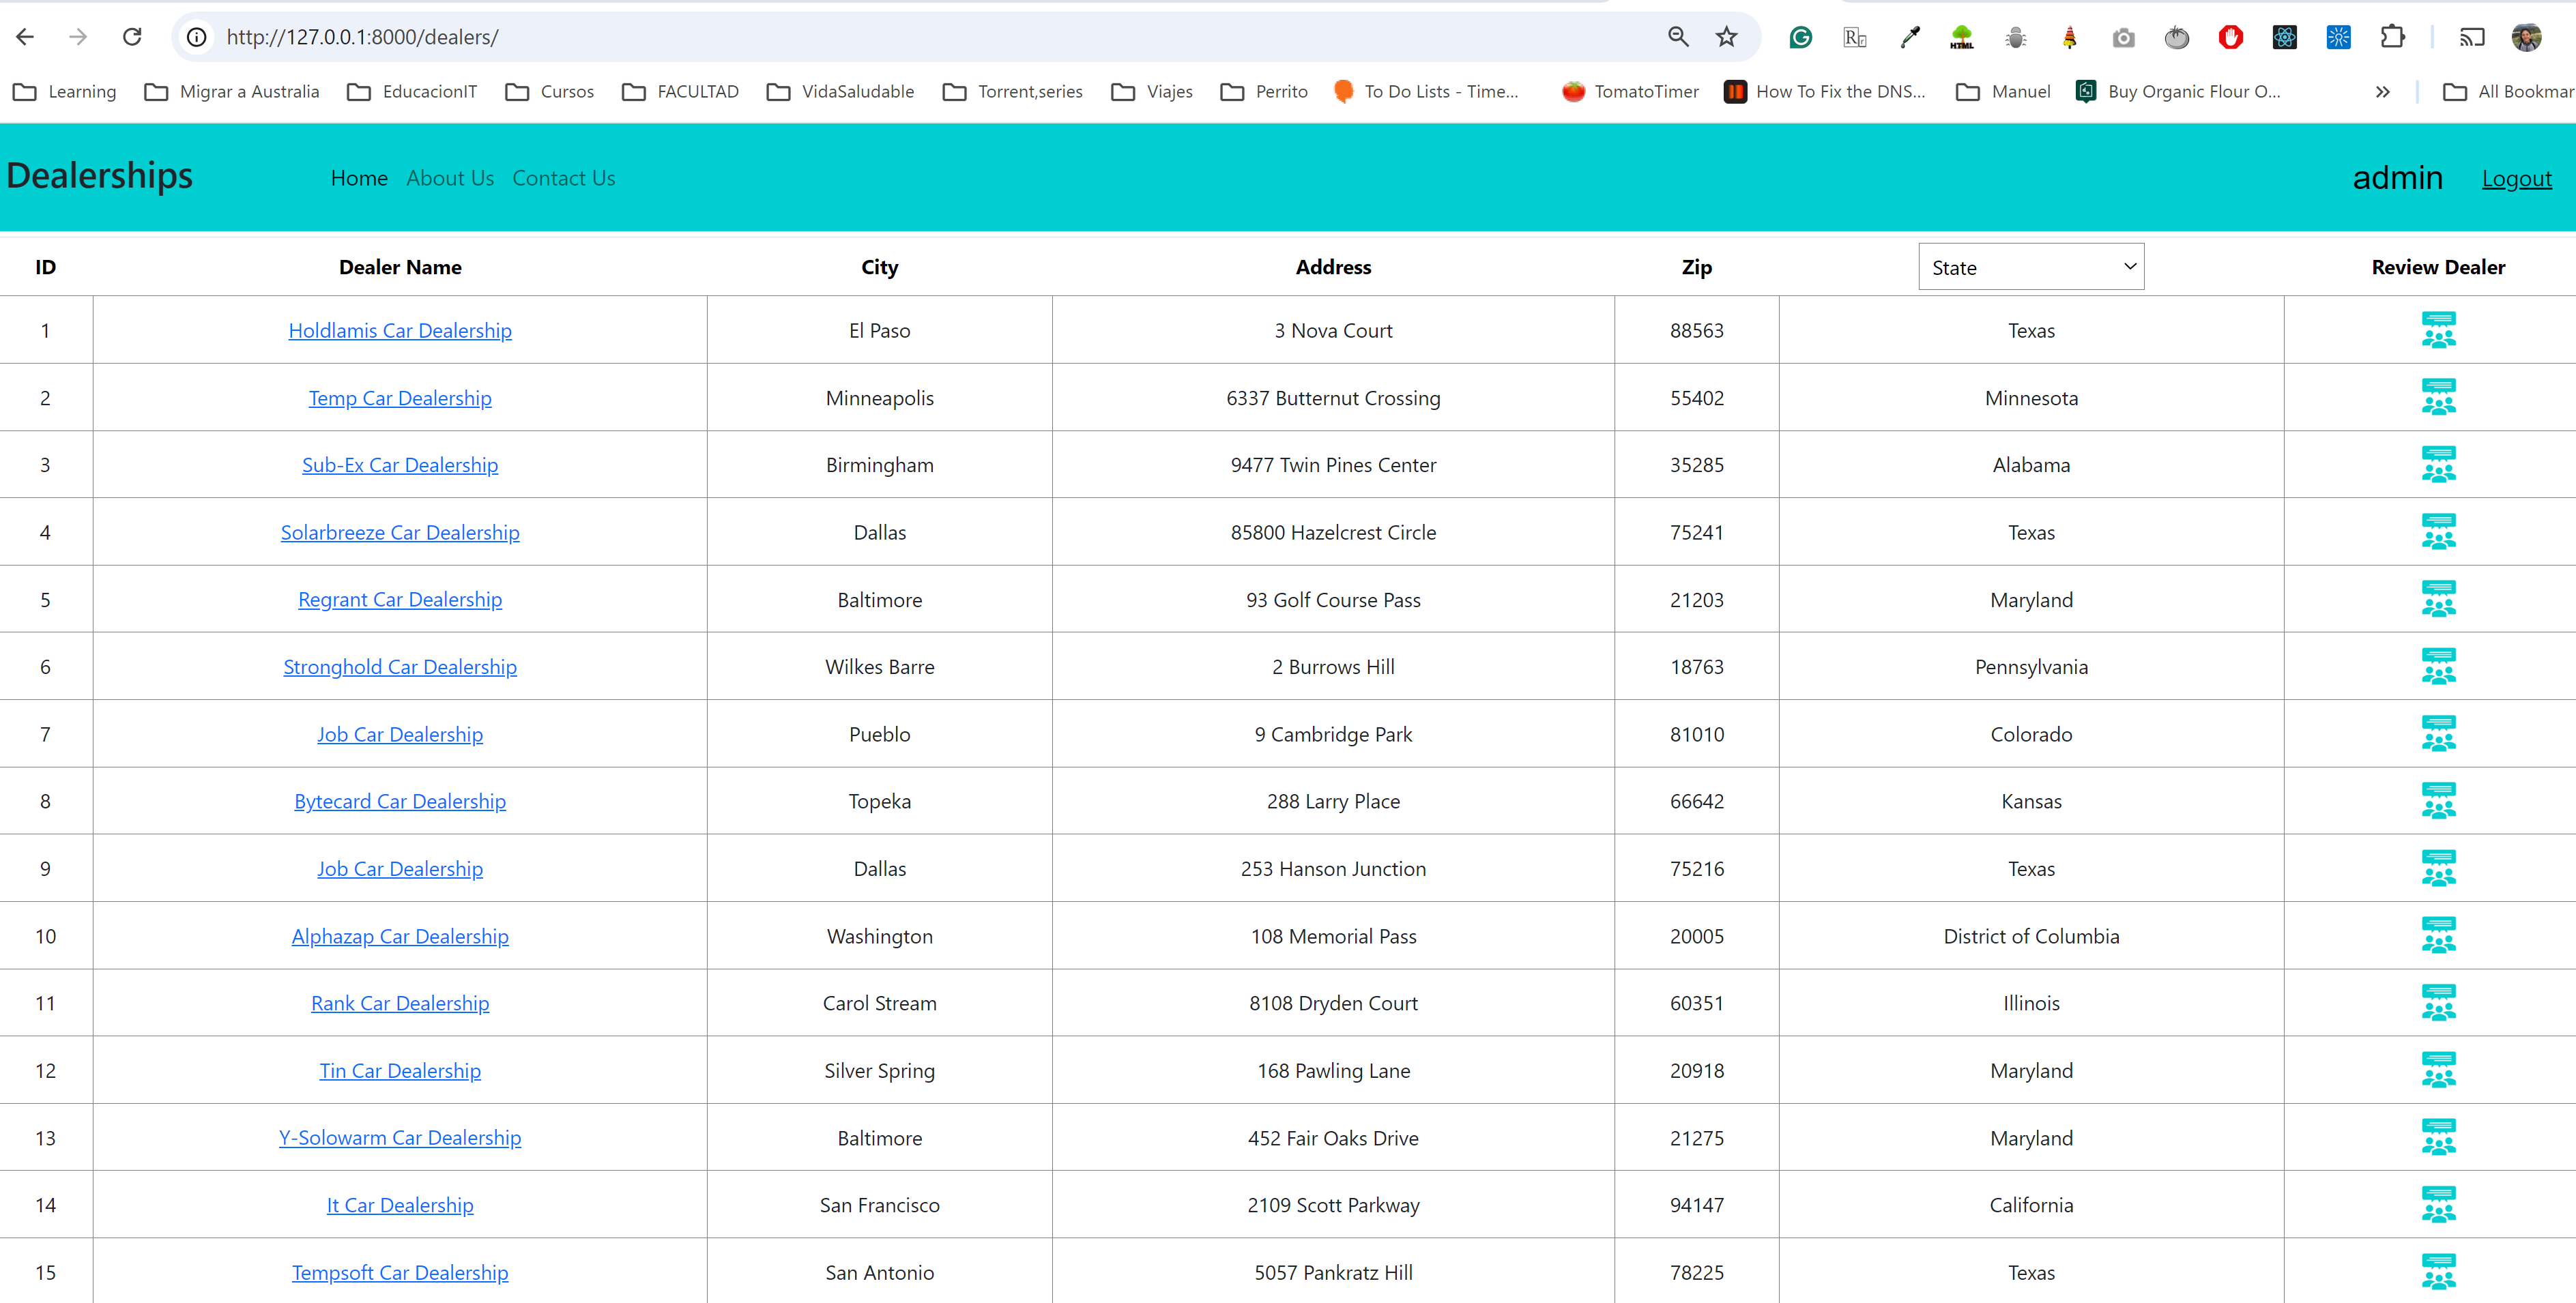 http://127.0.0.1:8000/dealers/
Learning Migrar a Australia EducacionIT Cursos FACULTAD VidaSaludable Torrent,series Viajes Perrito To Do Lists - Time... TomatoTimer How To Fix the DNS... Manuel Buy Organic Flour O... » All Bookmar
Dealerships Home About Us Contact Us admin Logout
ID Dealer Name City Address Zip State Review Dealer
1 Holdlamis Car Dealership El Paso 3 Nova Court 88563 Texas
2 Temp Car Dealership Minneapolis 6337 Butternut Crossing 55402 Minnesota
3 Sub-Ex Car Dealership Birmingham 9477 Twin Pines Center 35285 Alabama
4 Solarbreeze Car Dealership Dallas 85800 Hazelcrest Circle 75241 Texas
5 Regrant Car Dealership Baltimore 93 Golf Course Pass 21203 Maryland
6 Stronghold Car Dealership Wilkes Barre 2 Burrows Hill 18763 Pennsylvania
7 Job Car Dealership Pueblo 9 Cambridge Park 81010 Colorado
8 Bytecard Car Dealership Topeka 288 Larry Place 66642 Kansas
9 Job Car Dealership Dallas 253 Hanson Junction 75216 Texas
10 Alphazap Car Dealership Washington 108 Memorial Pass 20005 District of Columbia
11 Rank Car Dealership Carol Stream 8108 Dryden Court 60351 Illinois
12 Tin Car Dealership Silver Spring 168 Pawling Lane 20918 Maryland
13 Y-Solowarm Car Dealership Baltimore 452 Fair Oaks Drive 21275 Maryland
14 It Car Dealership San Francisco 2109 Scott Parkway 94147 California
15 Tempsoft Car Dealership San Antonio 5057 Pankratz Hill 78225 Texas